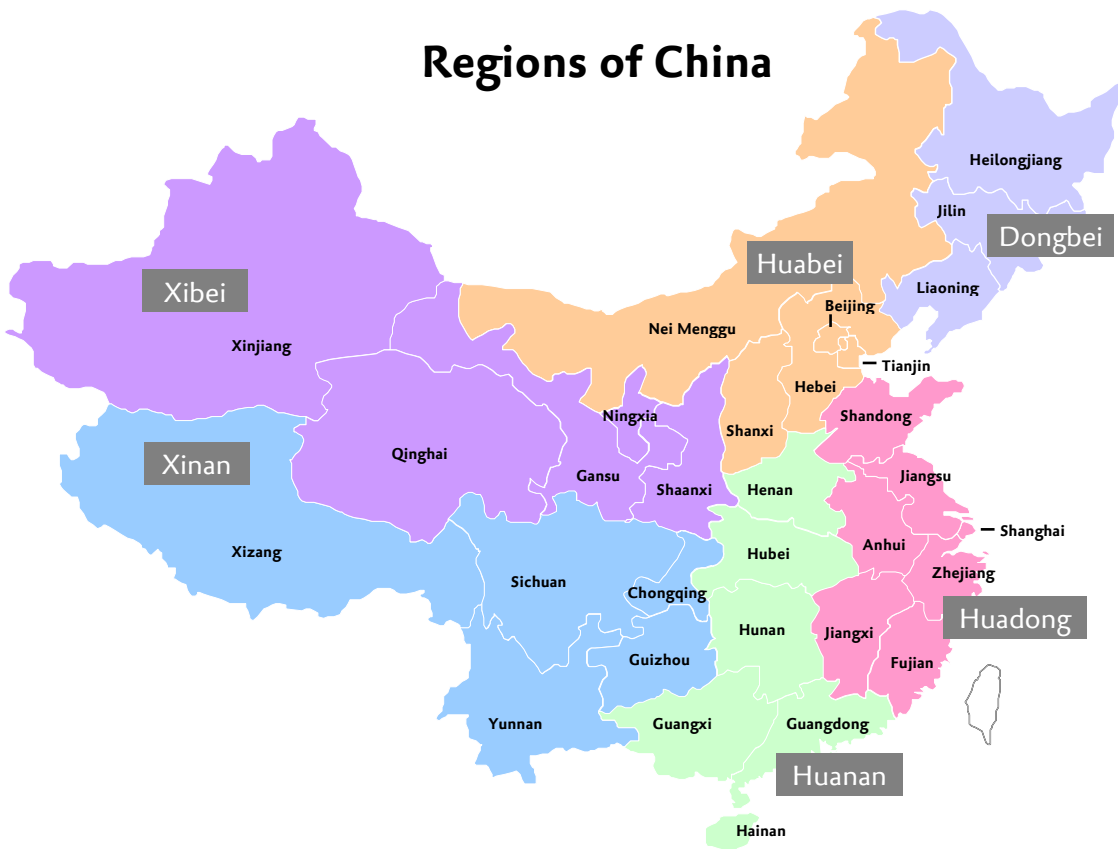 Regions of China
Heilongjiang
Jilin
Dongbei
Huabei
Liaoning
Xibei
Beijing
Nei Menggu
Xinjiang
Tianjin
Hebei
Shandong
Ningxia
Shanxi
Qinghai
Xinan
Gansu
Jiangsu
Shaanxi
Henan
Shanghai
Anhui
Xizang
Hubei
Zhejiang
Sichuan
Chongqing
Huadong
Hunan
Jiangxi
Guizhou
Fujian
Yunnan
Guangxi
Guangdong
Huanan
Hainan